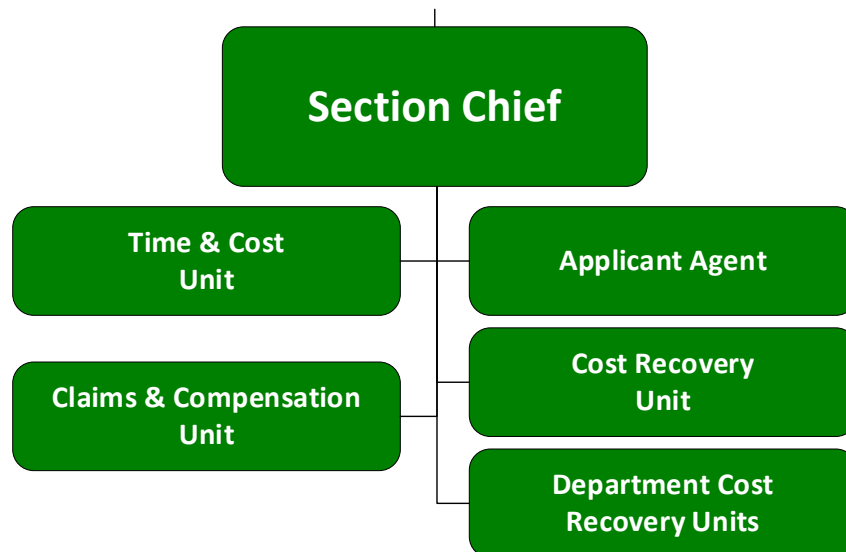 Section Chief
Time & Cost
Unit
Applicant Agent
Claims & Compensation
Unit
Cost Recovery
Unit
Department Cost
Recovery Units